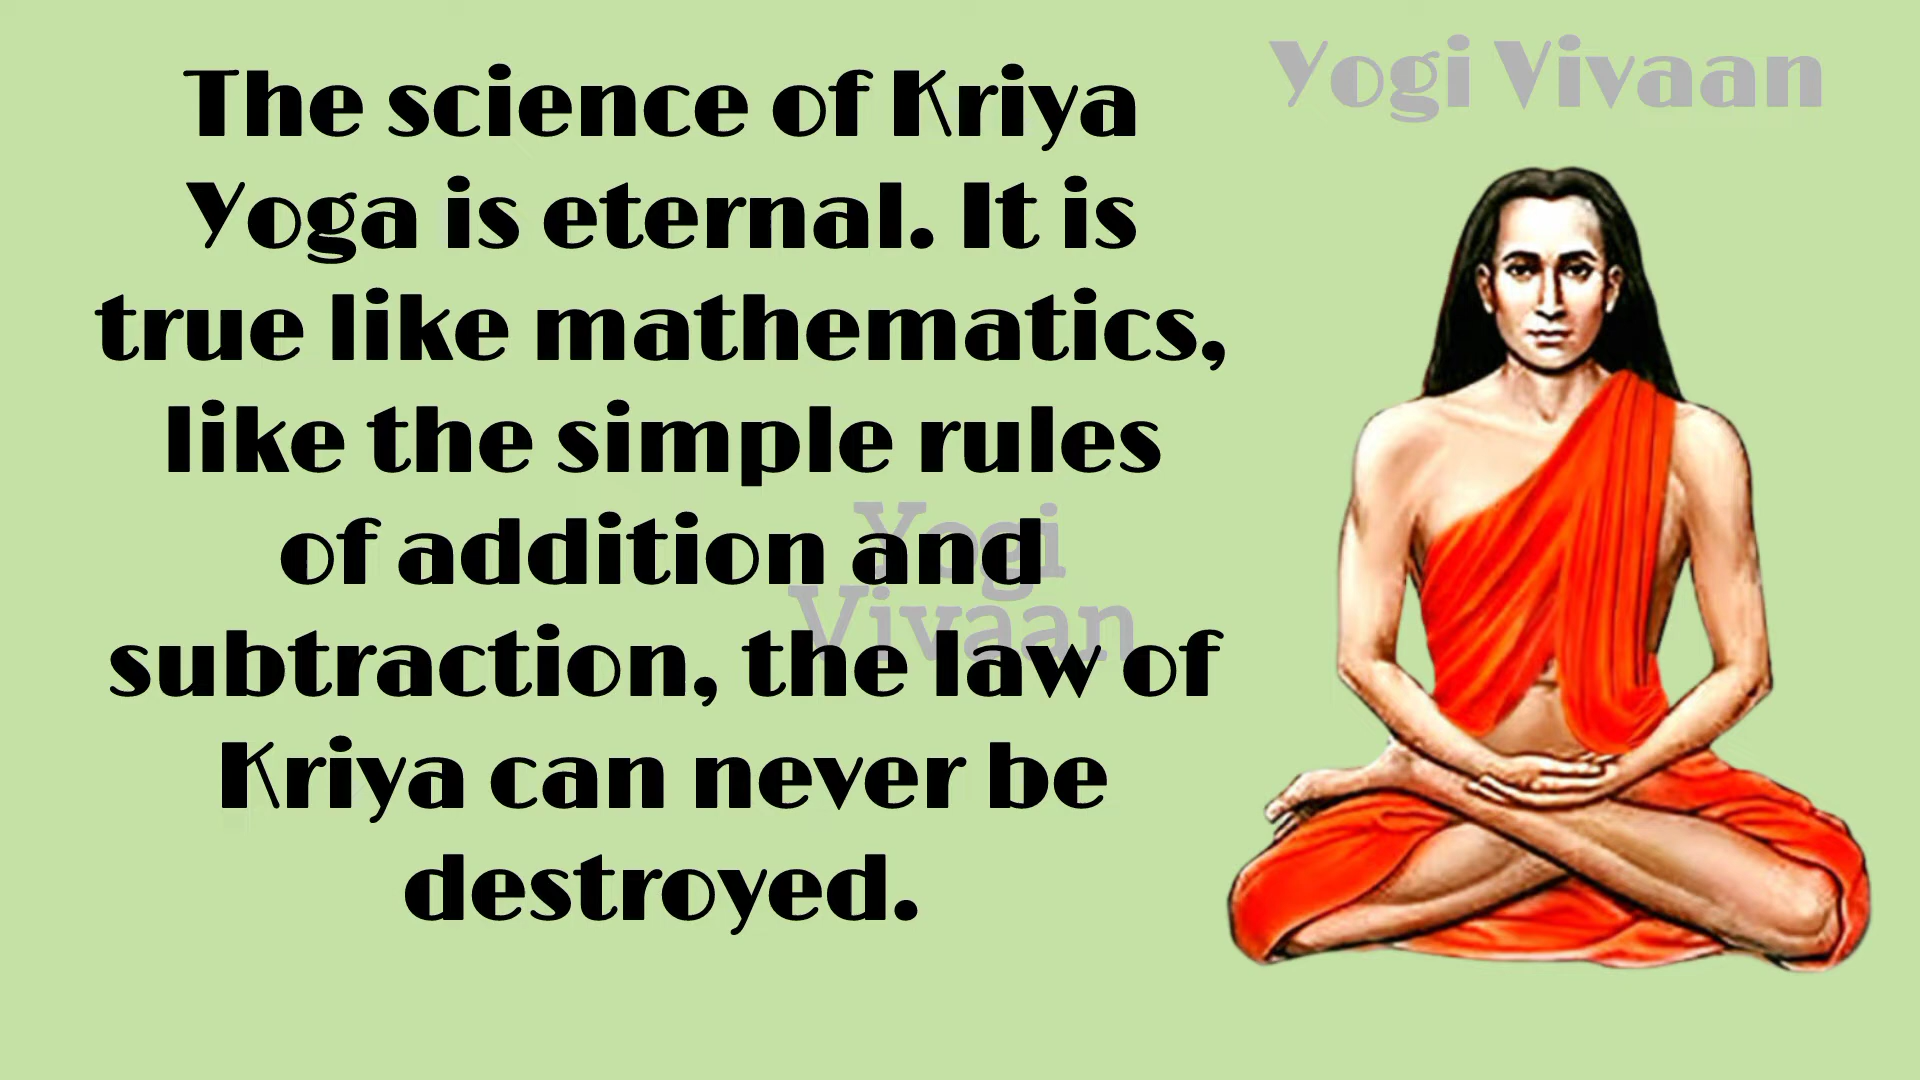 Yogi Vivaan
The science of Kriya
Yoga is eternal. It is
true like mathematics,
like the simple rules
of addition and
subtraction, the law of
Kriya can never be
destroyed.
Yogi
Vivaan